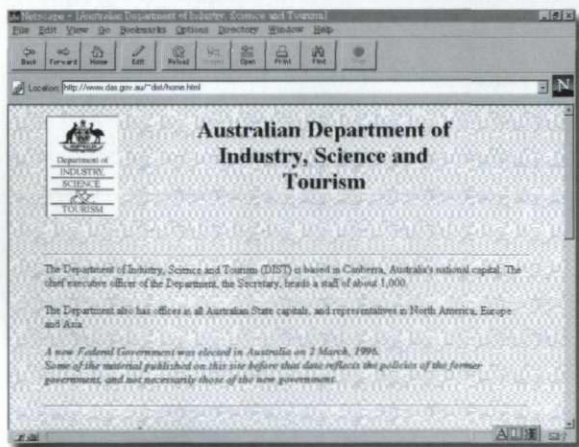 Netscape - [Australian Department of Industry, Science and Tourism]
File Edit View Go Bookmarks Options Directory Window Help
Back Forward Home Edit Reload Open Print Find
Location: http://www.dist.gov.au/
Australian Department of
Industry, Science and
Tourism
Department of
INDUSTRY,
SCIENCE
TOURISM
The Department of Industry, Science and Tourism (DIST) is based in Canberra, Australia's national capital. The
chief executive officer of the Department, the Secretary, heads a staff of about 1,000.
The Department also has offices in all Australian State capitals, and representatives in North America, Europe
and Asia.
A new Federal Government was elected in Australia on 2 March, 1996.
Some of the material published on this site before that date reflects the policies of the former
government, and not necessarily those of the new government.